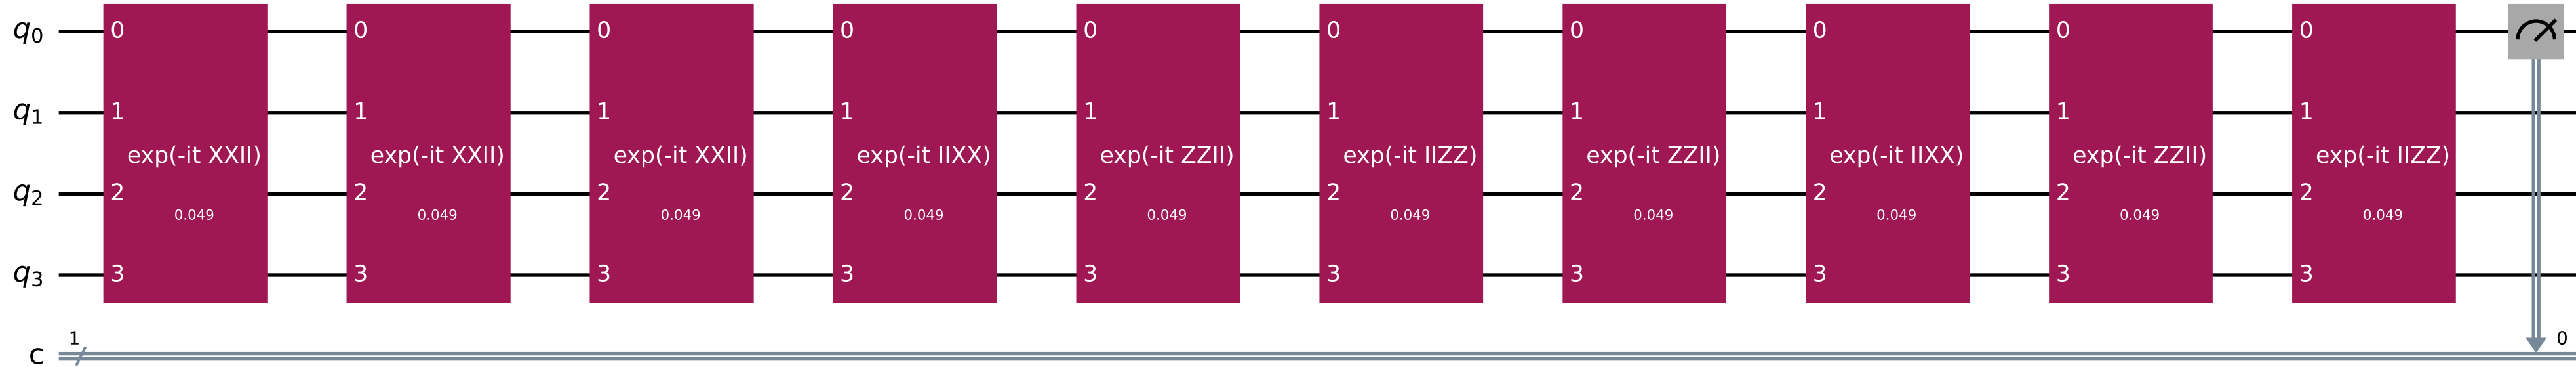 q0 0 0 0 0 0 0 0 0 0 0
q1 1 1 1 1 1 1 1 1 1 1
exp(-it XXII) exp(-it XXII) exp(-it XXII) exp(-it IIXX) exp(-it ZZII) exp(-it IIZZ) exp(-it ZZII) exp(-it IIXX) exp(-it ZZII) exp(-it IIZZ)
q2 2 2 2 2 2 2 2 2 2 2
0.049 0.049 0.049 0.049 0.049 0.049 0.049 0.049 0.049 0.049
q3 3 3 3 3 3 3 3 3 3 3
1 0
c